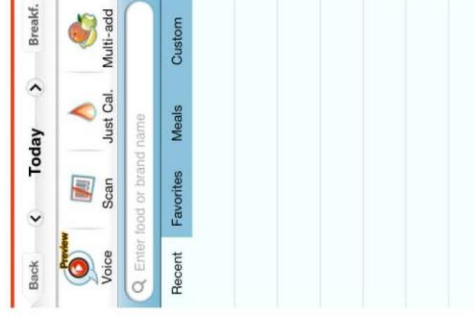 Back Today Breakf.
Preview
Voice Scan Just Cal. Multi-add
Enter food or brand name
Recent Favorites Meals Custom